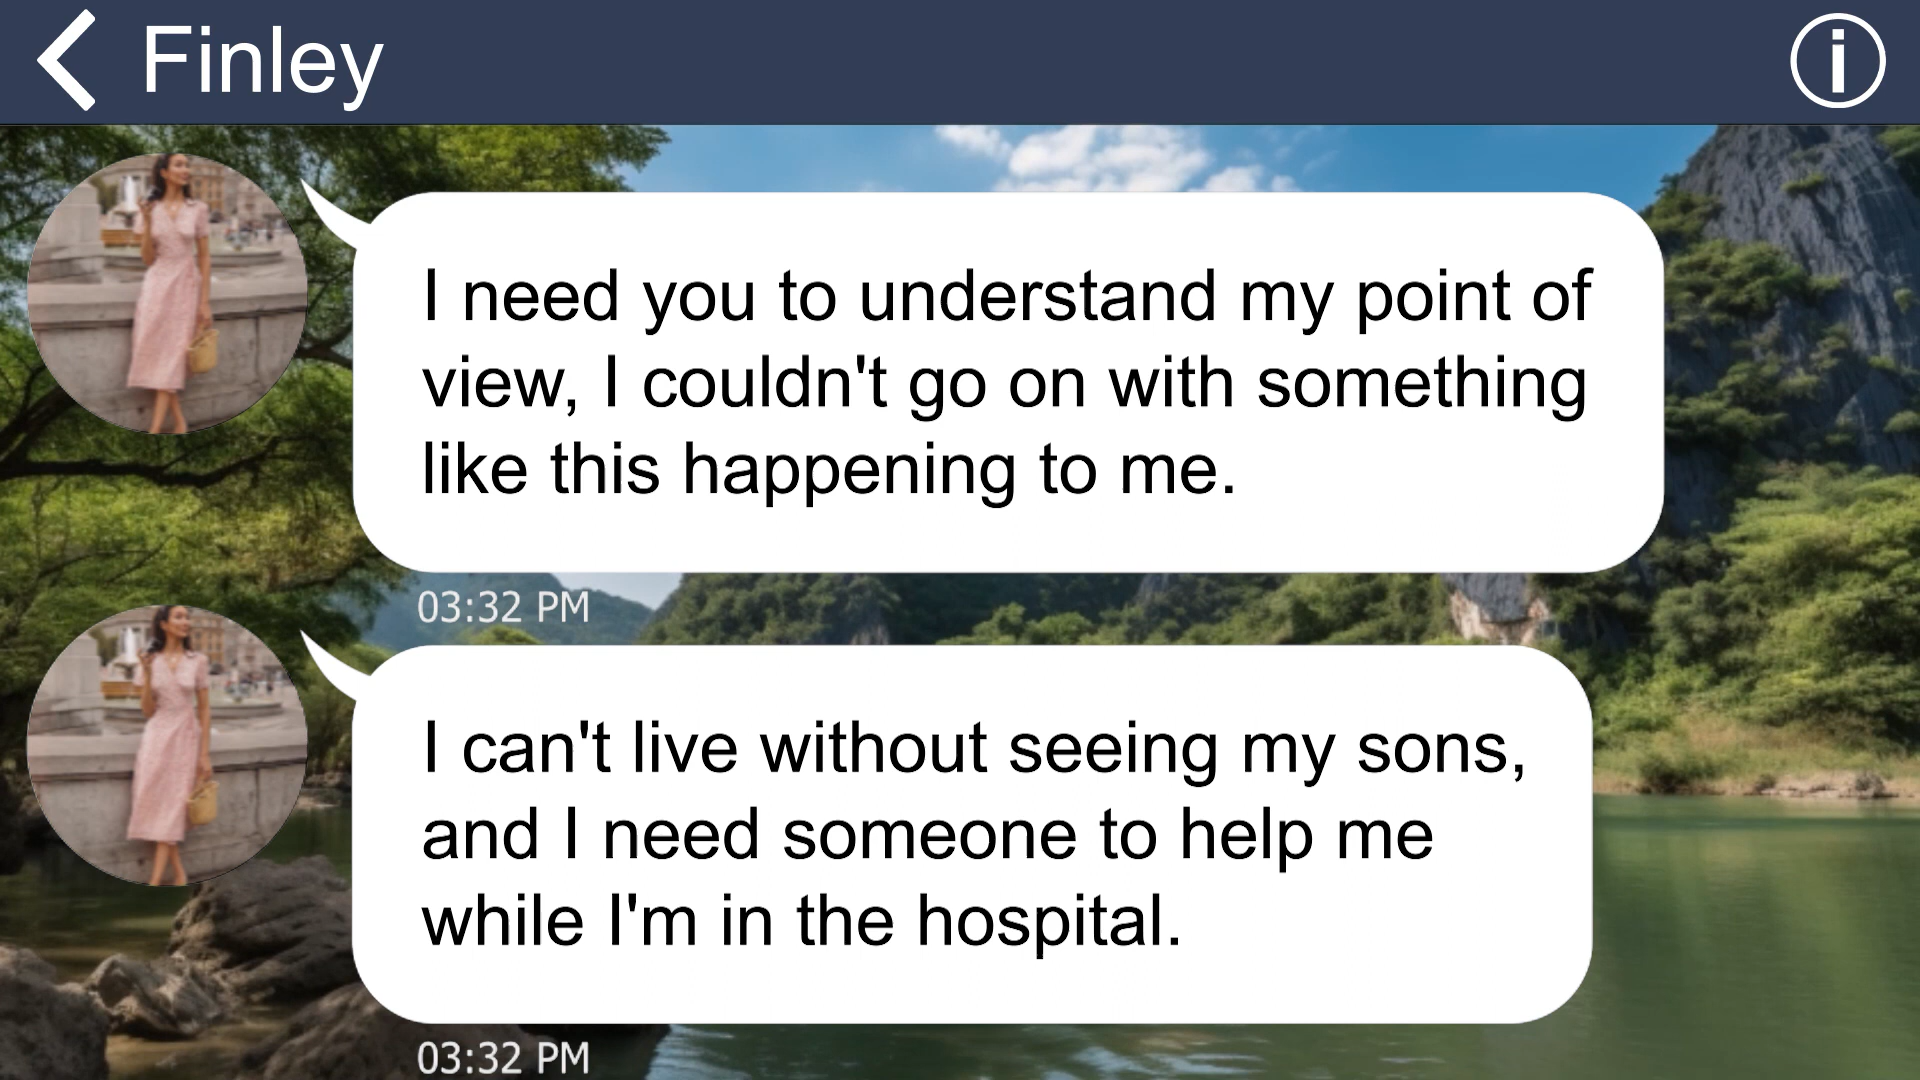 Finley
I need you to understand my point of
view, I couldn't go on with something
like this happening to me.
03:32 PM
I can't live without seeing my sons,
and I need someone to help me
while I'm in the hospital.
03:32 PM